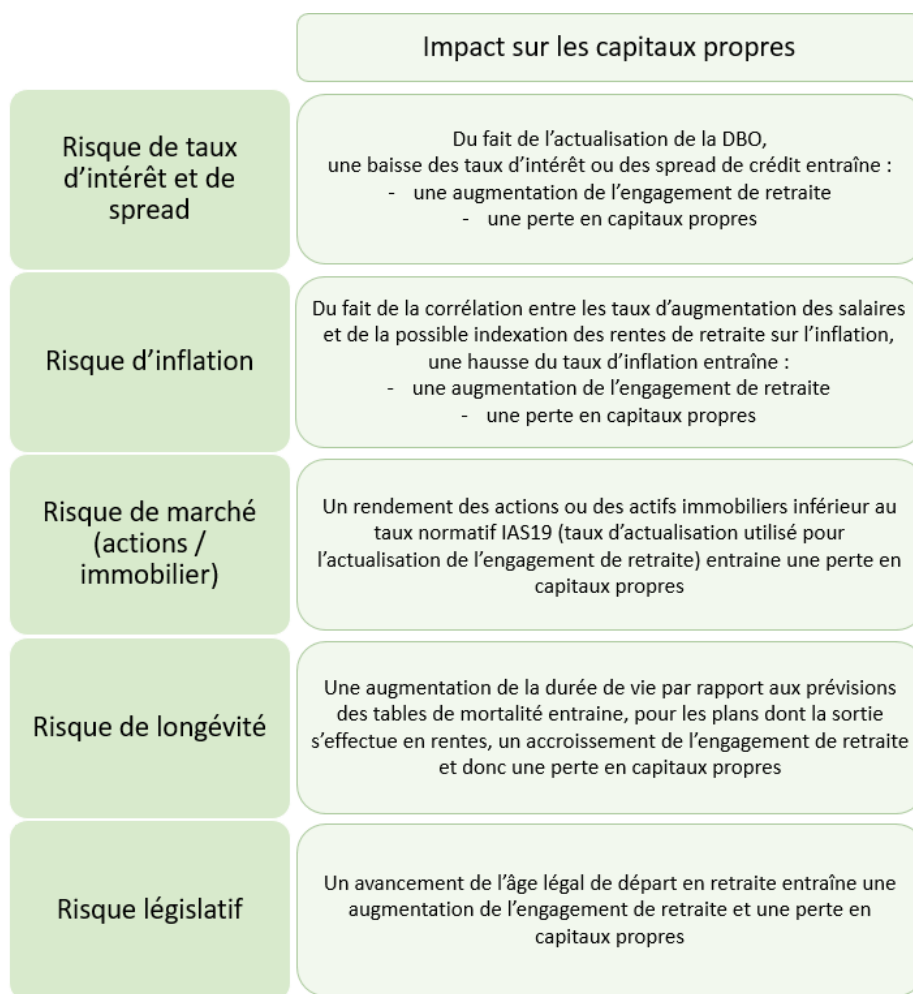 Impact sur les capitaux propres
Risque de taux
d’intérêt et de
spread
Du fait de l’actualisation de la DBO,
une baisse des taux d’intérêt ou des spread de crédit entraîne :
- une augmentation de l’engagement de retraite
- une perte en capitaux propres
Risque d’inflation
Du fait de la corrélation entre les taux d’augmentation des salaires
et de la possible indexation des rentes de retraite sur l’inflation,
une hausse du taux d’inflation entraîne :
- une augmentation de l’engagement de retraite
- une perte en capitaux propres
Risque de marché
(actions /
immobilier)
Un rendement des actions ou des actifs immobiliers inférieur au
taux normatif IAS19 (taux d’actualisation utilisé pour
l’actualisation de l’engagement de retraite) entraine une perte en
capitaux propres
Risque de longévité
Une augmentation de la durée de vie par rapport aux prévisions
des tables de mortalité entraine, pour les plans dont la sortie
s’effectue en rentes, un accroissement de l’engagement de retraite
et donc une perte en capitaux propres
Risque législatif
Un avancement de l’âge légal de départ en retraite entraîne une
augmentation de l’engagement de retraite et une perte en
capitaux propres